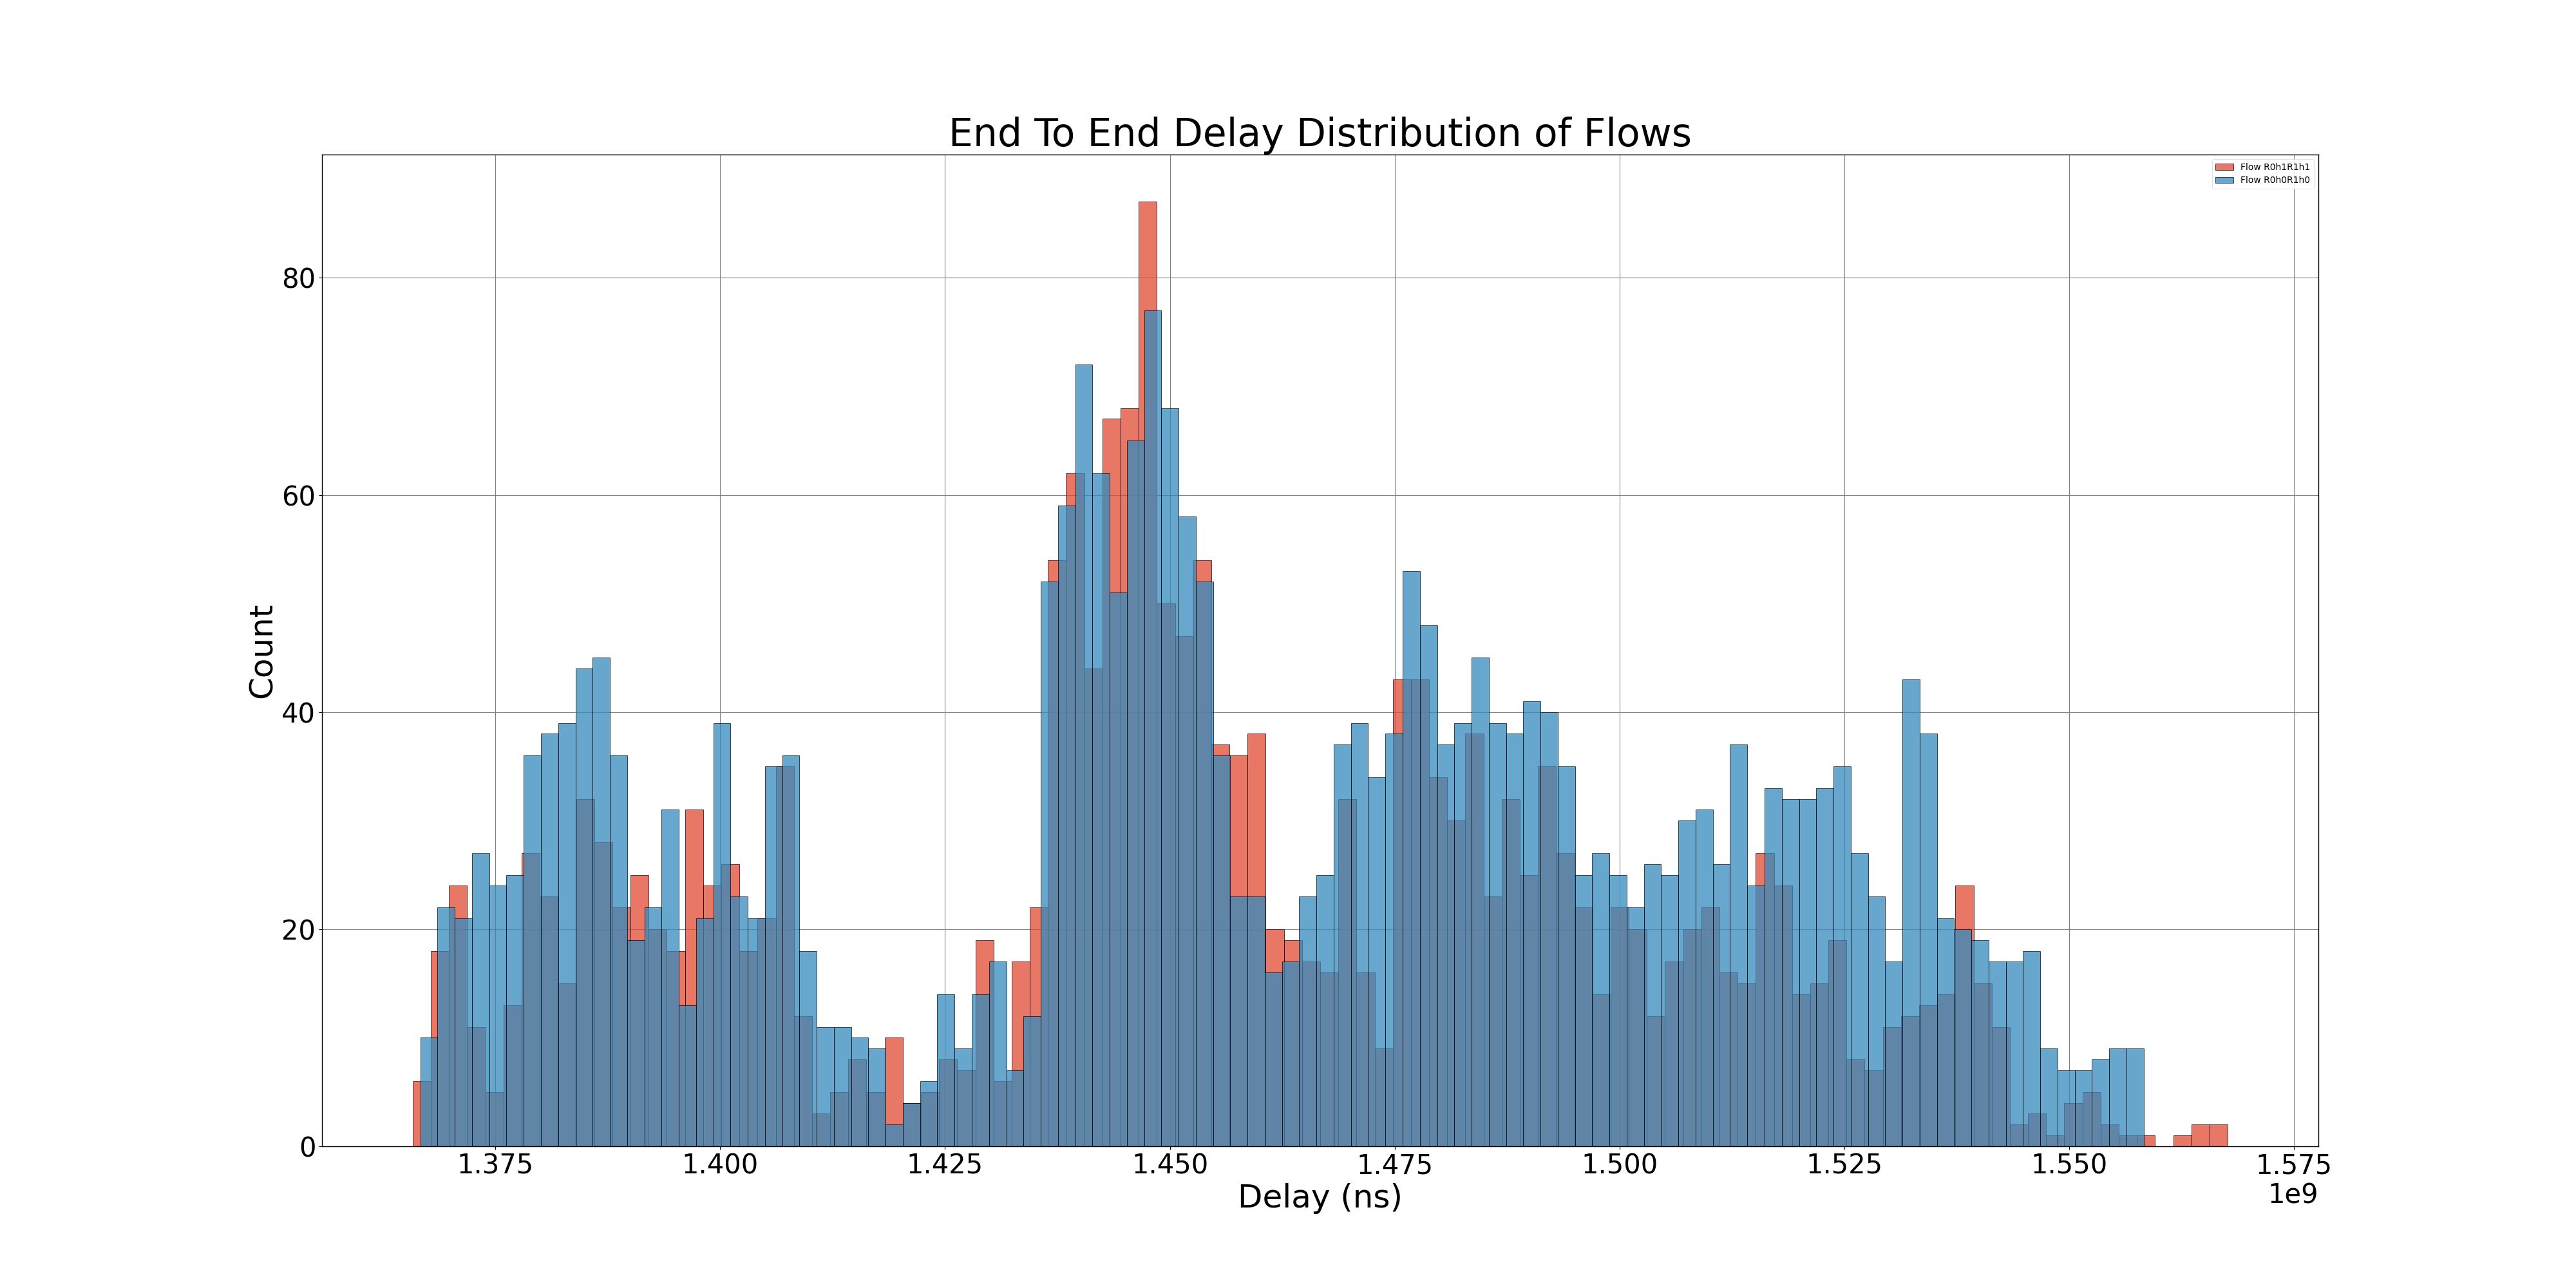 End To End Delay Distribution of Flows
Flow R0h1R1h1
Flow R0h0R1h0
80
60
40
20
0
Count
1.375 1.400 1.425 1.450 1.475 1.500 1.525 1.550 1.575
Delay (ns)
1e9